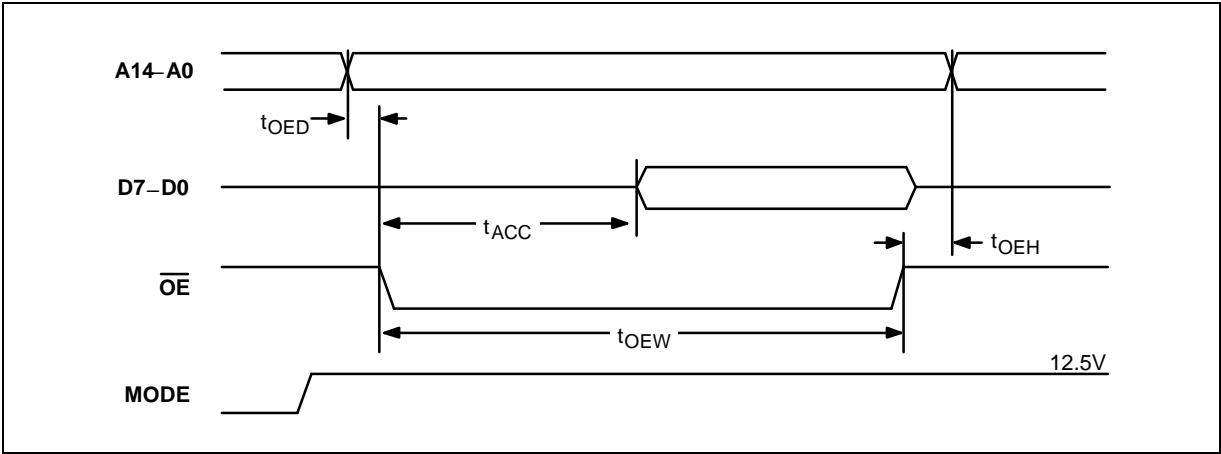 A14–A0
tOED
D7–D0
tACC
tOEH
OE
tOEW
12.5V
MODE